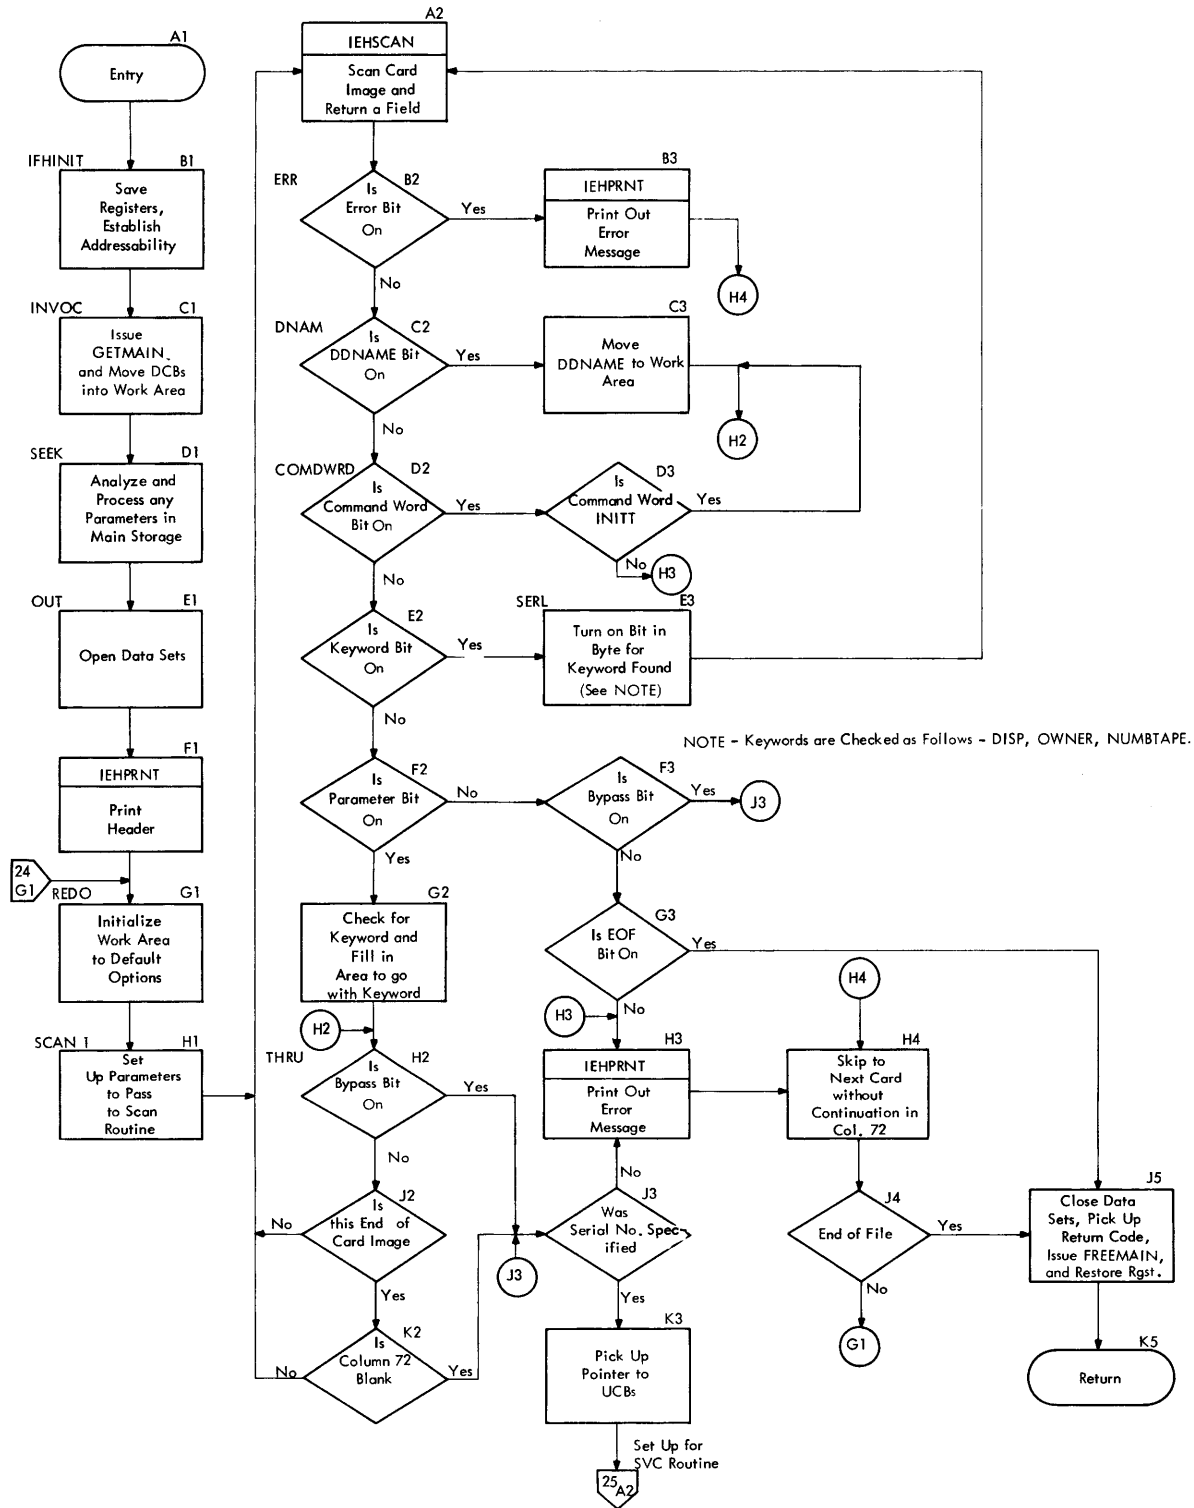 A1
Entry
IFHINIT
B1
Save
Registers,
Establish
Addressability
INVOC
C1
Issue
GETMAIN
and Move DCBs
into Work Area
SEEK
D1
Analyze and
Process any
Parameters in
Main Storage
OUT
E1
Open Data Sets
F1
IEHPRNT
Print
Header
24
G1
REDO
G1
Initialize
Work Area
to Default
Options
SCAN 1
H1
Set
Up Parameters
to Pass
to Scan
Routine
A2
IEHSCAN
Scan Card
Image and
Return a Field
ERR
B2
Is
Error Bit
On
Yes
No
B3
IEHPRNT
Print Out
Error
Message
H4
DNAM
C2
Is
DDNAME Bit
On
Yes
No
C3
Move
DDNAME to Work
Area
H2
COMDWRD
D2
Is
Command Word
Bit On
Yes
No
D3
Is
Command Word
INITT
Yes
No
H3
E2
Is
Keyword Bit
On
Yes
No
SERL
E3
Turn on Bit in
Byte for
Keyword Found
(See NOTE)
NOTE - Keywords are Checked as Follows - DISP, OWNER, NUMBTAPE.
F2
Is
Parameter Bit
On
No
Yes
F3
Is
Bypass Bit
On
Yes
J3
No
G2
Check for
Keyword and
Fill in
Area to go
with Keyword
G3
Is EOF
Bit On
Yes
No
H2
THRU
H2
Is
Bypass Bit
On
Yes
No
H3
H3
IEHPRNT
Print Out
Error
Message
H4
H4
Skip to
Next Card
without
Continuation in
Col. 72
J2
Is
this End of
Card Image
No
Yes
J3
No
J3
Was
Serial No. Spec-
ified
Yes
J4
End of File
Yes
No
G1
J5
Close Data
Sets, Pick Up
Return Code,
Issue FREEMAIN,
and Restore Rgst.
K2
Is
Column 72
Blank
No
Yes
K3
Pick Up
Pointer to
UCBs
K5
Return
Set Up for
SVC Routine
25
A2